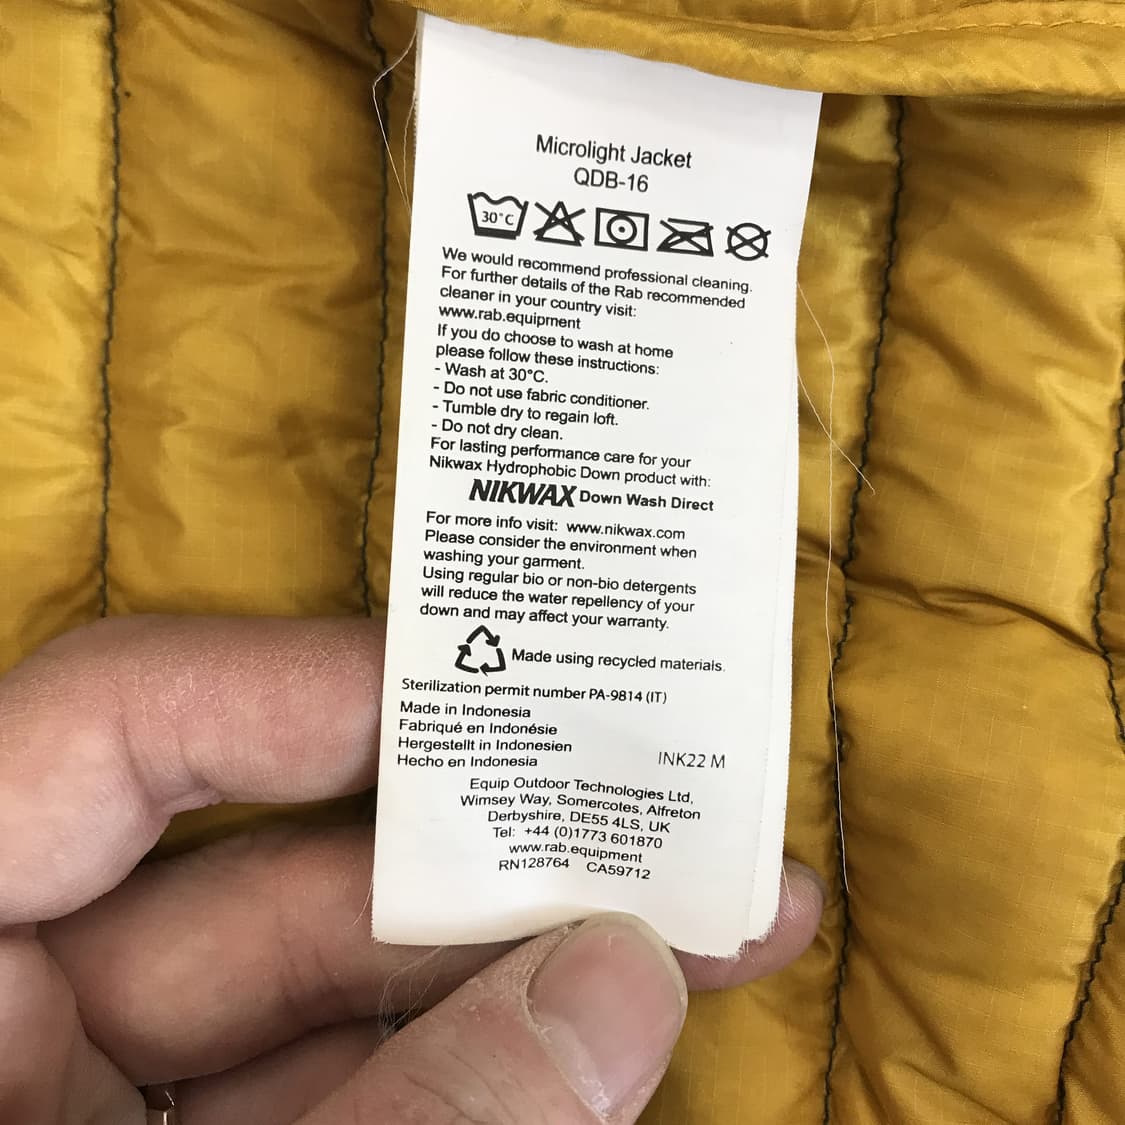 Microlight Jacket
QDB-16
30°C
We would recommend professional cleaning.
For further details of the Rab recommended
cleaner in your country visit:
www.rab.equipment
If you do choose to wash at home
please follow these instructions:
- Wash at 30°C.
- Do not use fabric conditioner.
- Tumble dry to regain loft.
- Do not dry clean.
For lasting performance care for your
Nikwax Hydrophobic Down product with:
NIKWAX Down Wash Direct
For more info visit: www.nikwax.com
Please consider the environment when
washing your garment.
Using regular bio or non-bio detergents
will reduce the water repellency of your
down and may affect your warranty.
Made using recycled materials.
Sterilization permit number PA-9814 (IT)
Made in Indonesia
Fabriqué en Indonésie
Hergestellt in Indonesien
Hecho en Indonesia
INK22 M
Equip Outdoor Technologies Ltd,
Wimsey Way, Somercotes, Alfreton
Derbyshire, DE55 4LS, UK
Tel: +44 (0)1773 601870
www.rab.equipment
RN128764 CA59712